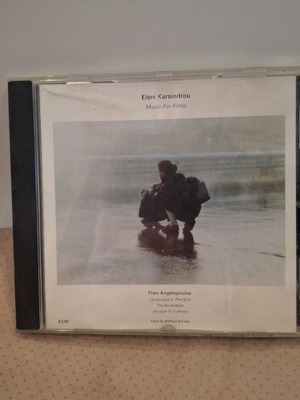 Eleni Karaindrou
Music For Films
Theo Angelopoulos
Landscape In The Mist
The Beekeeper
Voyage To Cythera
ECM